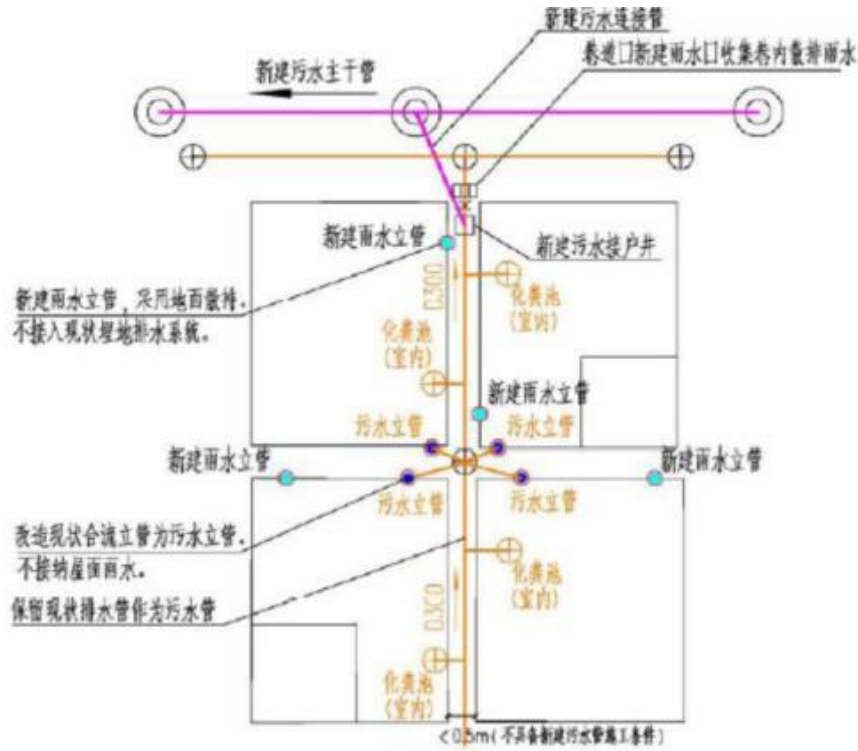 新建污水连接管
巷道口新建雨水口收集巷内散排雨水
新建污水主干管
新建雨水立管
新建污水接户井
D300
化粪池
(室内)
新建雨水立管，采用地面散排。
不接入现状埋地排水系统。
化粪池
(室内)
新建雨水立管
污水立管
污水立管
新建雨水立管
新建雨水立管
污水立管
污水立管
改造现状合流立管为污水立管。
不接纳屋面雨水。
化粪池
(室内)
保留现状排水管作为污水管
D300
化粪池
(室内)
<0.5m(不具备新建污水管施工条件)